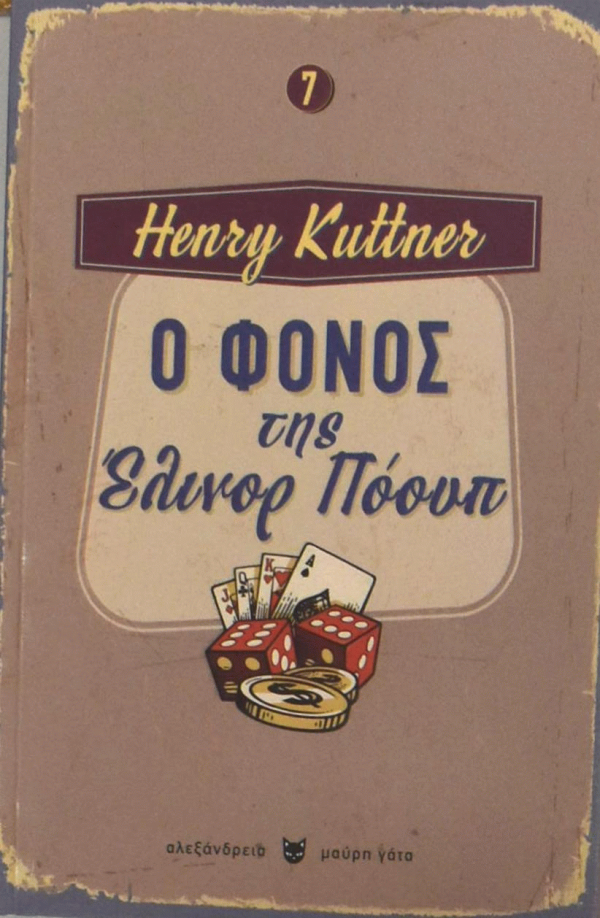 7
Henry Kuttner
Ο ΦΟΝΟΣ
της
Έλινορ Πόουπ
J Q K A
αλεξάνδρεια μαύρη γάτα